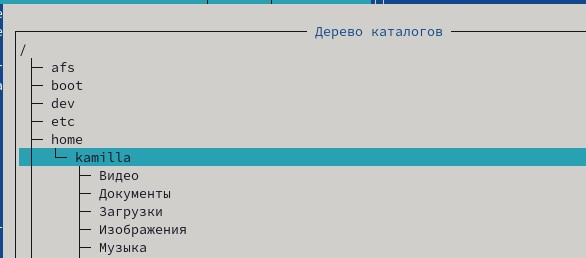 Дерево каталогов
/
afs
boot
dev
etc
home
kamilla
Видео
Документы
Загрузки
Изображения
Музыка